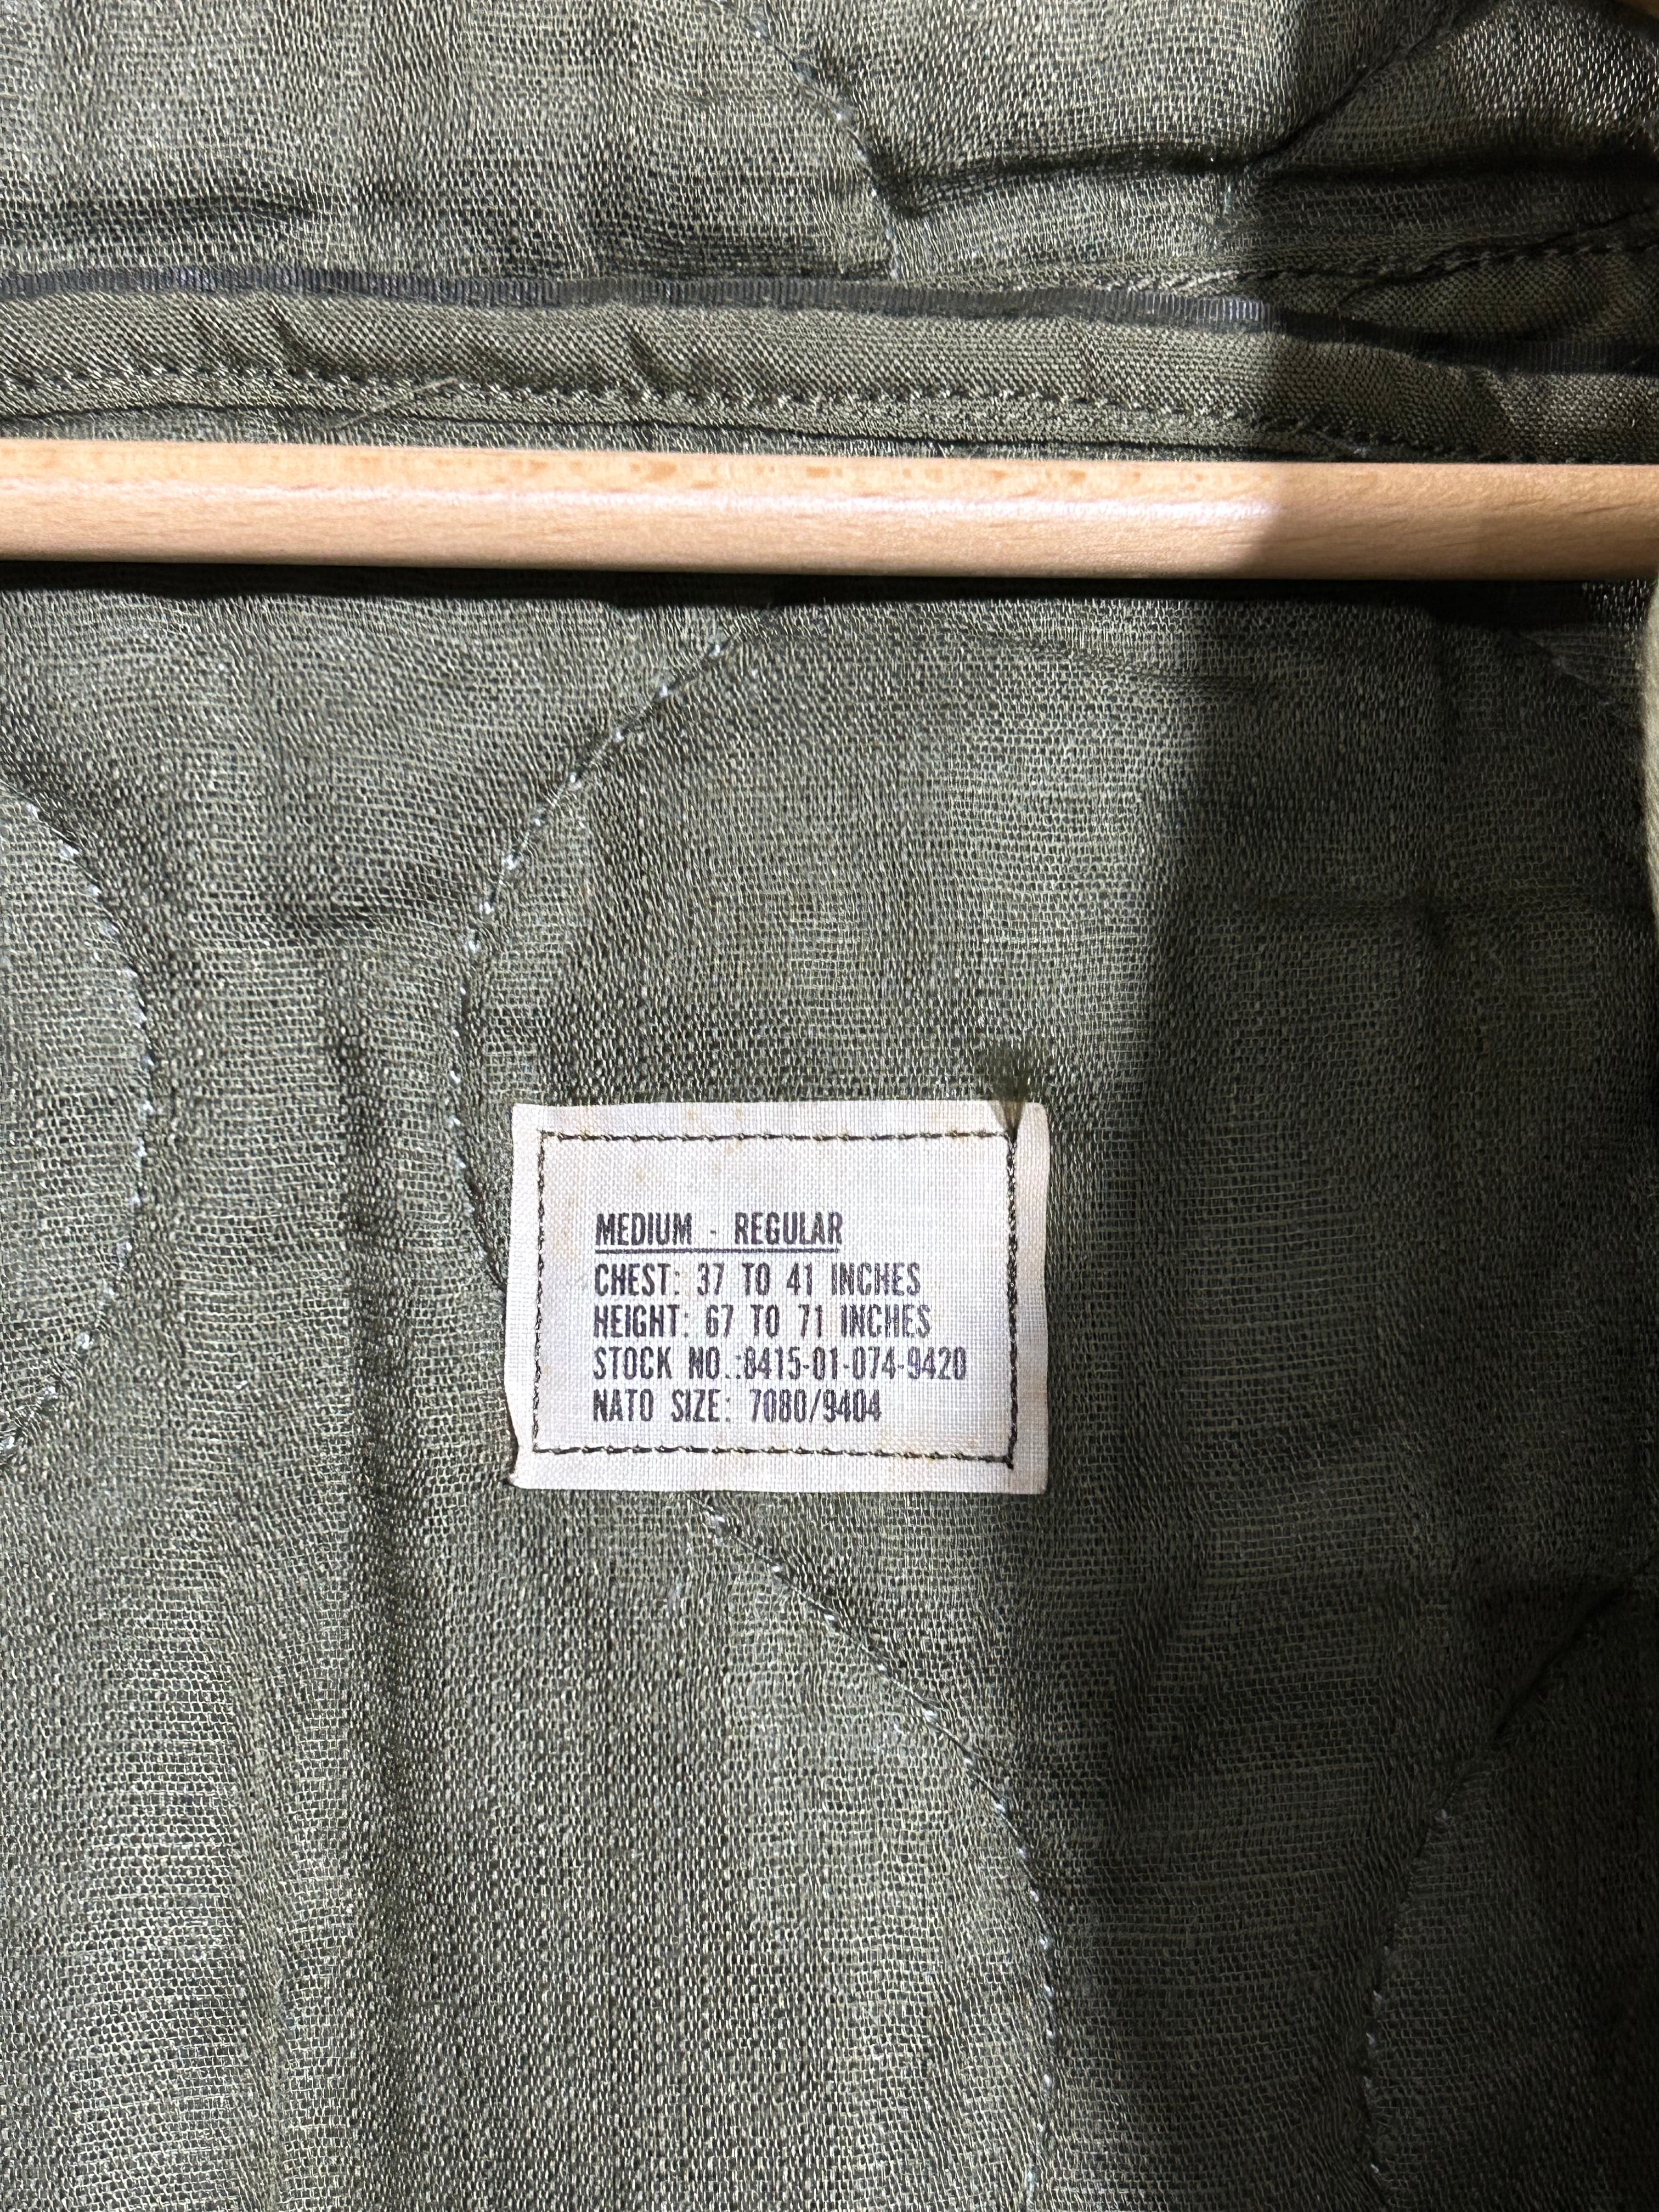 MEDIUM - REGULAR
CHEST: 37 TO 41 INCHES
HEIGHT: 67 TO 71 INCHES
STOCK NO.:8415-01-074-9420
NATO SIZE: 7080/9404